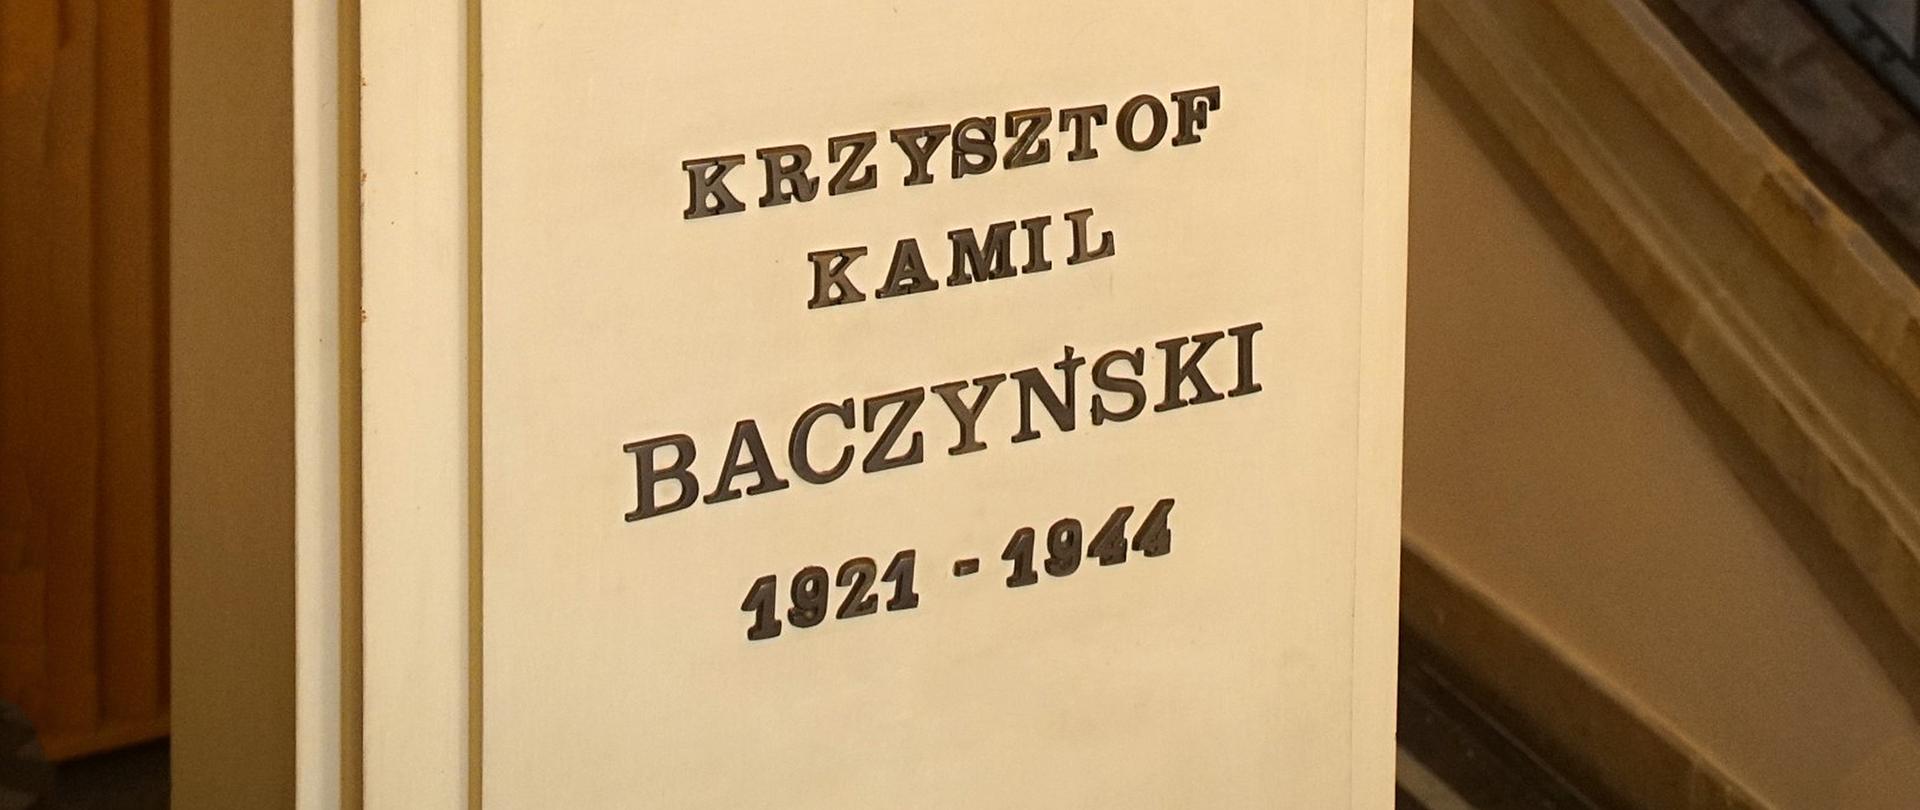 KRZYSZTOF
KAMIL
BACZYŃSKI
1921 - 1944